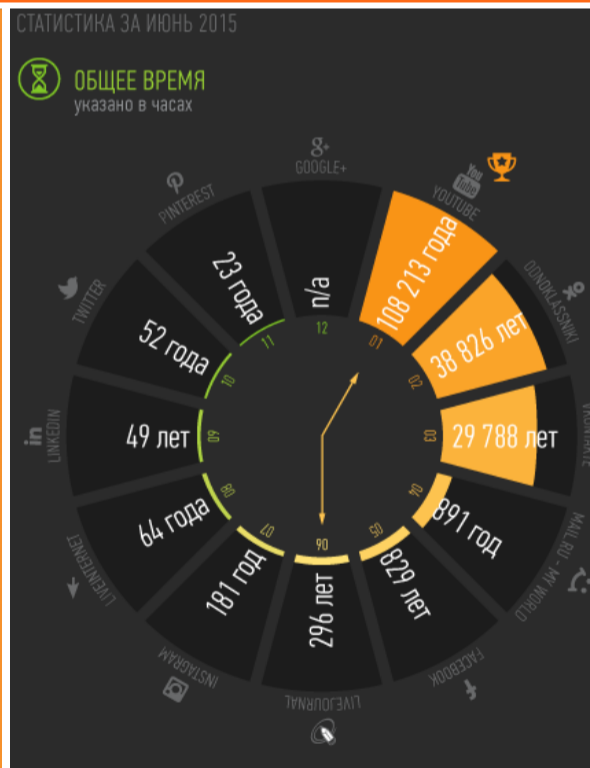 СТАТИСТИКА ЗА ИЮНЬ 2015
ОБЩЕЕ ВРЕМЯ
указано в часах
g+
GOOGLE+
n/a
12
You
Tube
YOUTUBE
108 213 года
01
ODNOKLASSNIKI
38 826 лет
02
VKONTAKTE
29 788 лет
03
MAIL.RU - MY WORLD
891 год
04
FACEBOOK
829 лет
05
LIVEJOURNAL
296 лет
06
INSTAGRAM
181 год
07
LIVEINTERNET
64 года
08
in
LINKEDIN
49 лет
09
TWITTER
52 года
10
PINTEREST
23 года
11